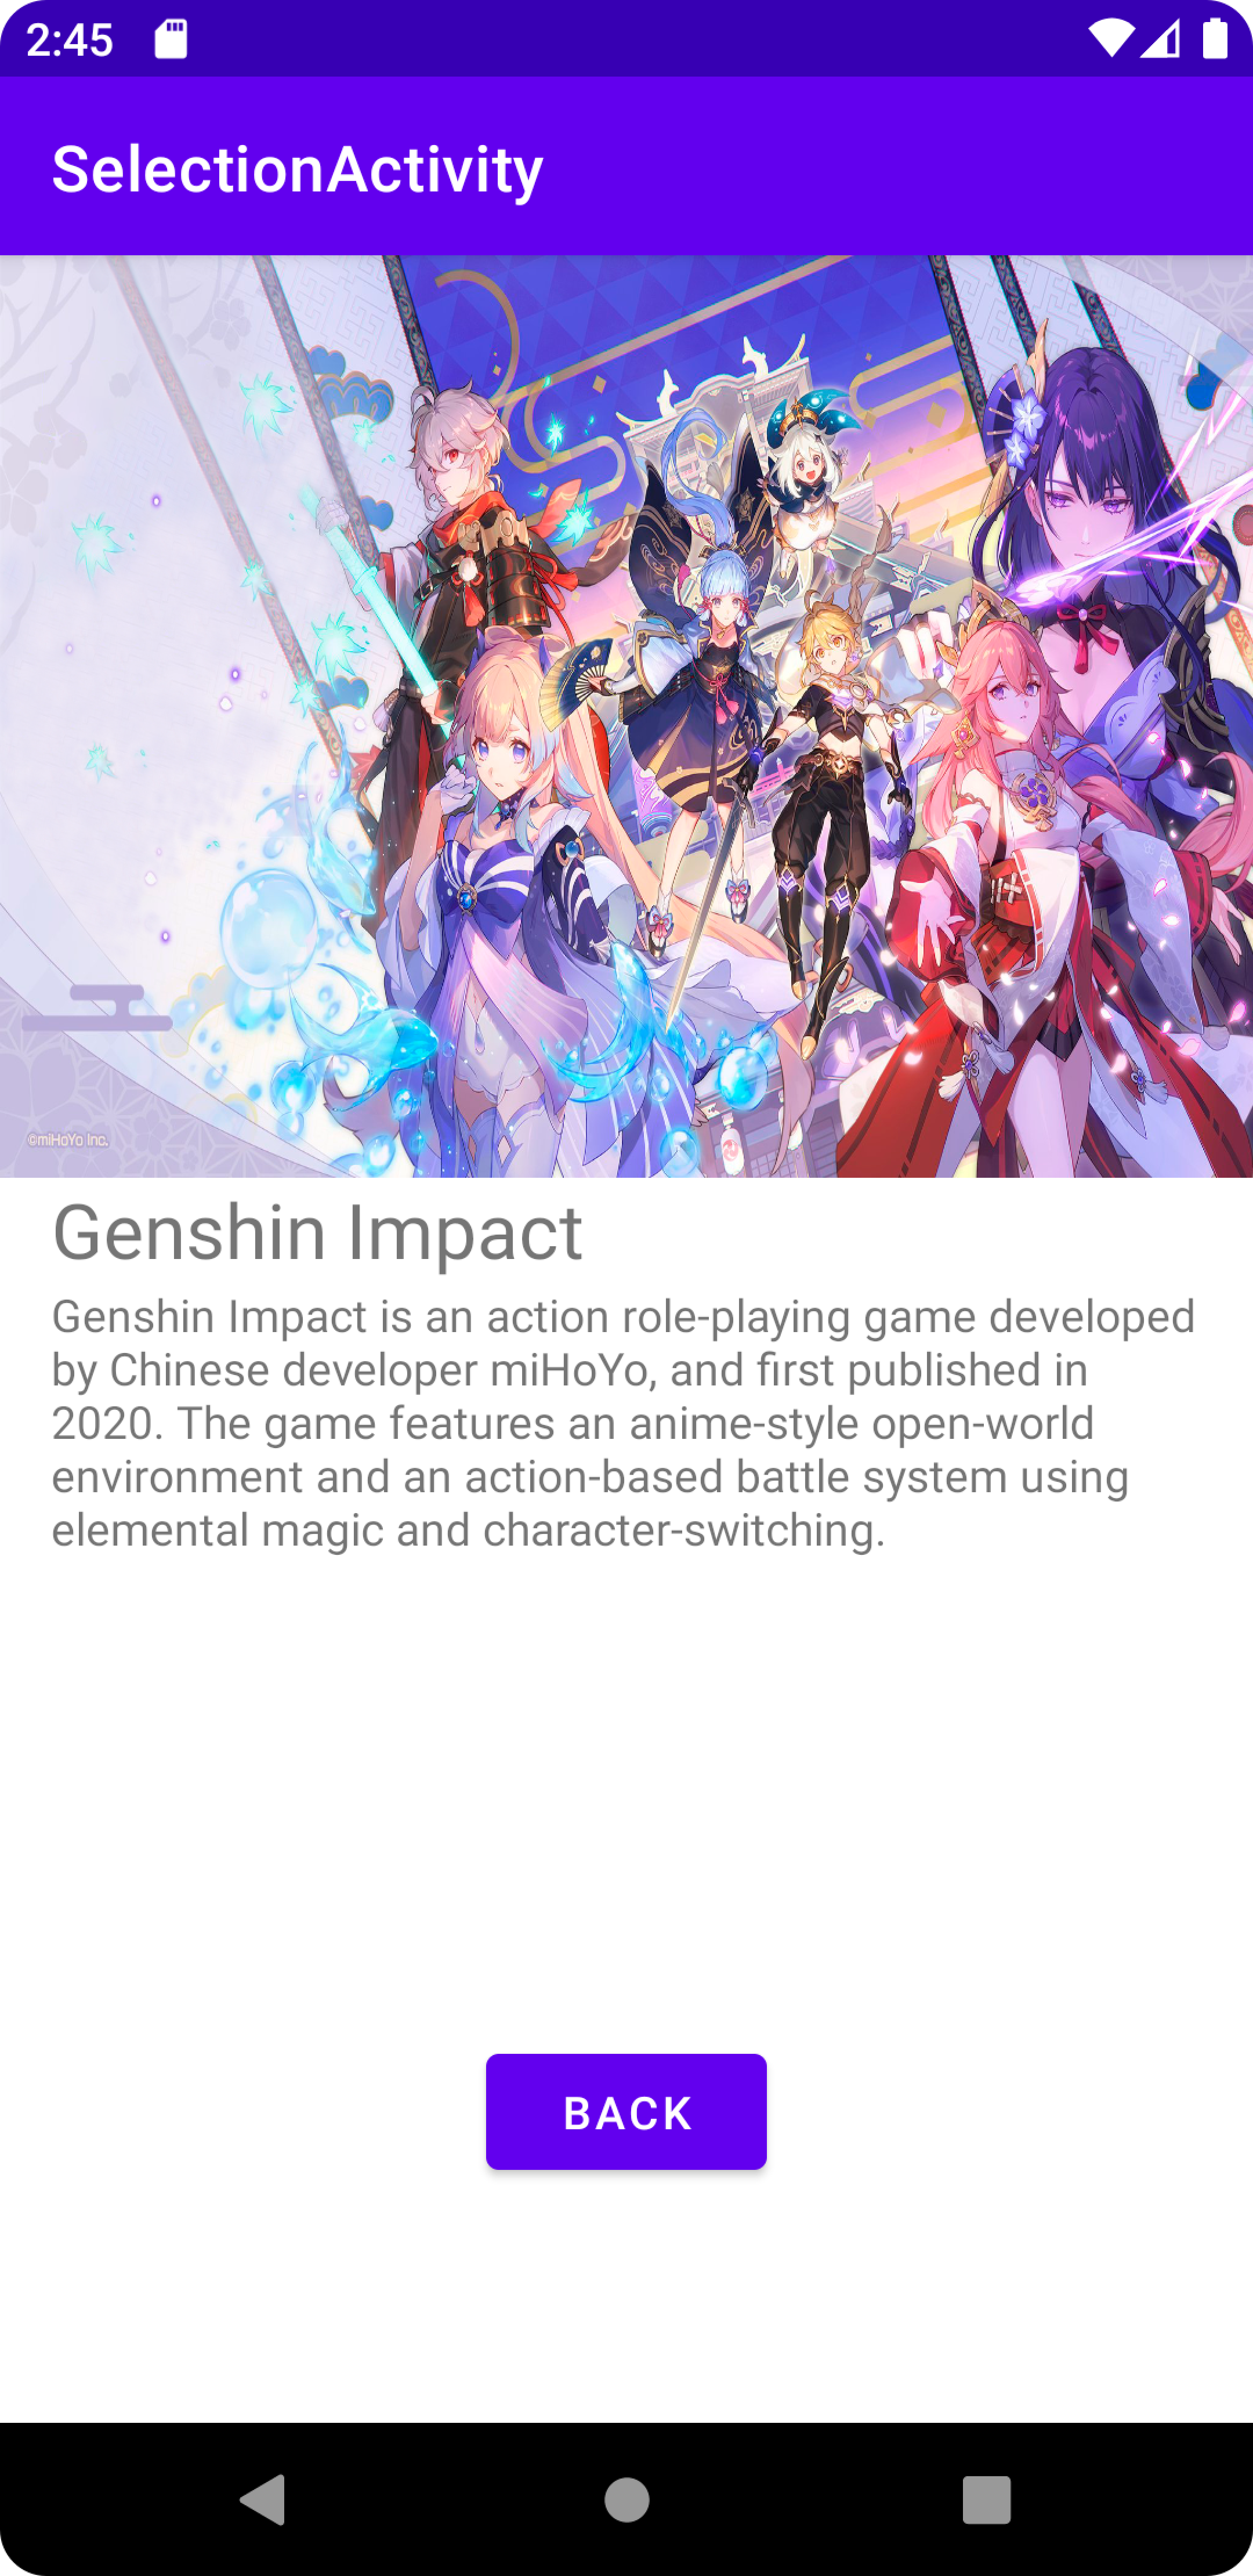 2:45
SelectionActivity
©miHoYo Inc.
Genshin Impact
Genshin Impact is an action role-playing game developed
by Chinese developer miHoYo, and first published in
2020. The game features an anime-style open-world
environment and an action-based battle system using
elemental magic and character-switching.
BACK